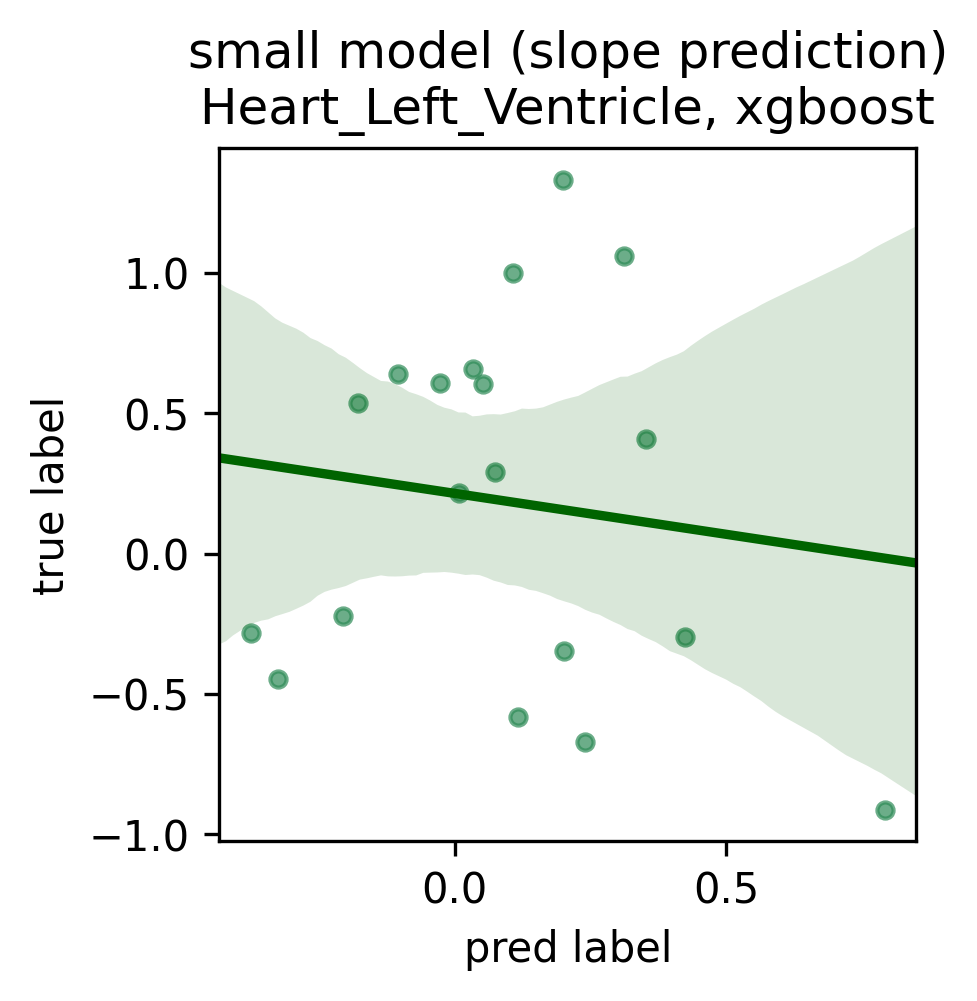 small model (slope prediction)
Heart_Left_Ventricle, xgboost
1.0
0.5
0.0
−0.5
−1.0
true label
0.0 0.5
pred label